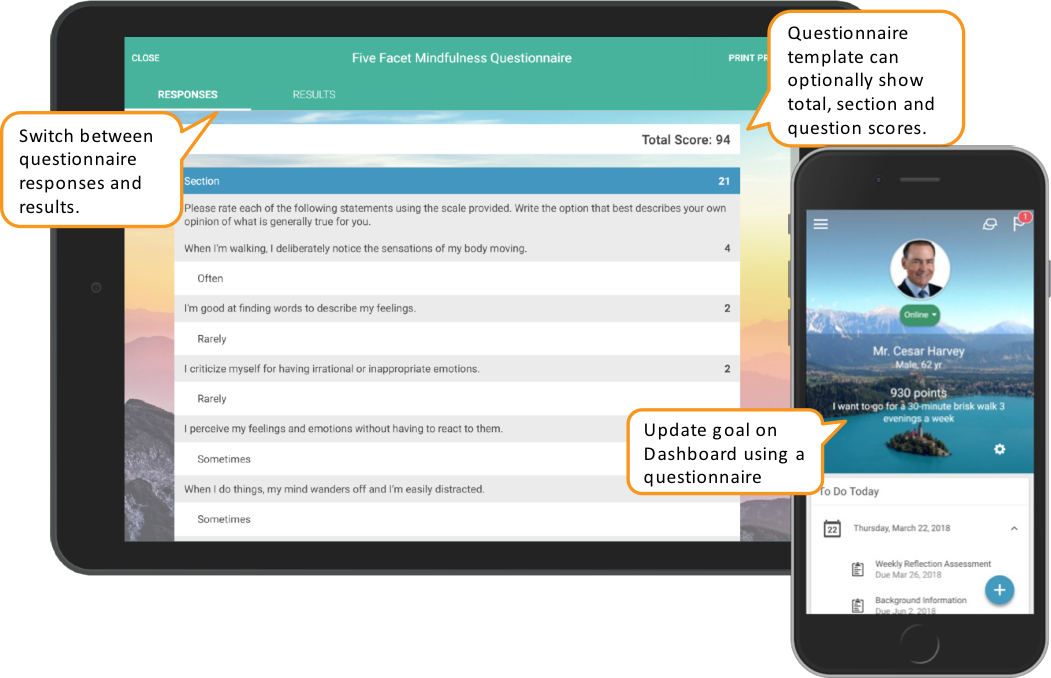 CLOSE
Five Facet Mindfulness Questionnaire
PRINT PR
RESPONSES
RESULTS
Questionnaire
template can
optionally show
total, section and
question scores.
Switch between
questionnaire
responses and
results.
Total Score: 94
Section 21
Please rate each of the following statements using the scale provided. Write the option that best describes your own
opinion of what is generally true for you.
When I'm walking, I deliberately notice the sensations of my body moving. 4
Often
I'm good at finding words to describe my feelings. 2
Rarely
I criticize myself for having irrational or inappropriate emotions. 2
Rarely
I perceive my feelings and emotions without having to react to them.
Sometimes
When I do things, my mind wanders off and I'm easily distracted.
Sometimes
Update goal on
Dashboard using a
questionnaire
1
Online
Mr. Cesar Harvey
Male, 62 yr
930 points
I want to go for a 30-minute brisk walk 3
evenings a week
To Do Today
22
Thursday, March 22, 2018
Weekly Reflection Assessment
Due Mar 26, 2018
Background Information
Due Jun 2, 2018